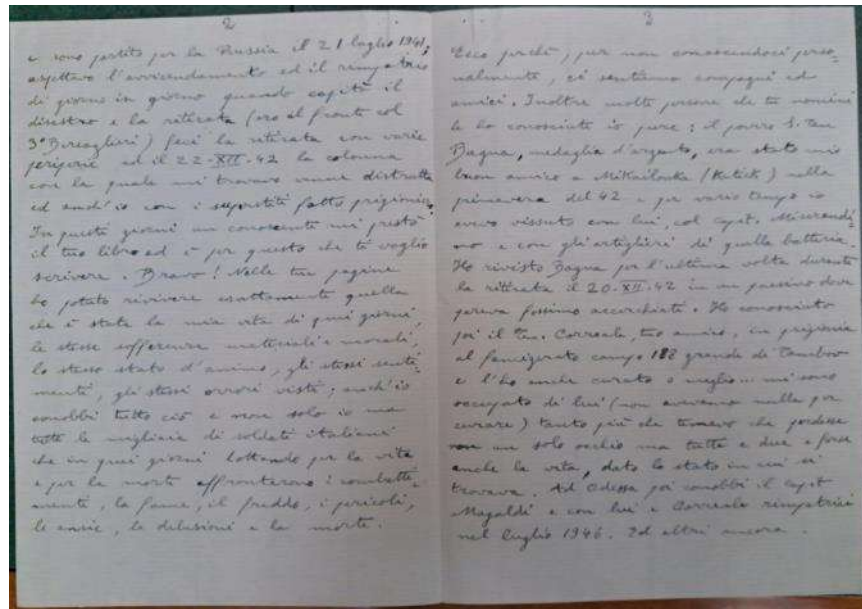 2
e sono partito per la Russia il 21 luglio 1941;
aspettavo l'avvicendamento ed il rimpatrio
di giorno in giorno quando capitò il
disastro e la ritirata (ero al fronte col
3° Bersaglieri) feci la ritirata con varie
peripezie ed il 22-XII-42 la colonna
con la quale mi trovavo venne distrutta
ed anch'io con i superstiti fatto prigioniero.
In questi giorni un conoscente mi prestò
il tuo libro ed è per questo che ti voglio
scrivere. Bravo! Nelle tue pagine
ho potuto rivivere esattamente quella
che è stata la mia vita di quei giorni,
le stesse sofferenze materiali e morali,
lo stesso stato d'animo, gli stessi senti=
menti, gli stessi orrori visti; anch'io
conobbi tutto ciò e non solo io ma
tutte le migliaia di soldati italiani
che in quei giorni lottando per la vita
e per la morte affrontarono: combatti=
menti, la fame, il freddo, i pericoli,
le ansie, le delusioni e la morte.
3
Ecco perchè, pur non conoscendoci perso=
nalmente, ci sentiamo compagni ed
amici. Inoltre molte persone che tu nomini
le ho conosciute io pure; il povero S. Ten
Bagna, medaglia d'argento, era stato mio
buon amico a Mikailowka nella
primavera del 42 e per vario tempo io
avevo vissuto con lui, col capit. Misurandi=
no e con gli artiglieri di quella batteria.
Ho rivisto Bagna per l'ultima volta durante
la ritirata il 20-XII-42 in un paesino dove
pareva fossimo accerchiati. Ho conosciuto
poi il Ten. Correale, tuo amico, in prigionia
al famigerato campo 188 grande di Tambow
e l'ho anche curato o meglio... mi sono
occupato di lui (non avevamo nulla per
curare) tanto più che temevo che perdesse
non un solo occhio ma tutti e due e forse
anche la vita, dato lo stato in cui si
trovava. Ad Odessa poi conobbi il capit
Magaldi e con lui e Correale rimpatriai
nel luglio 1946. Ed altri ancora.